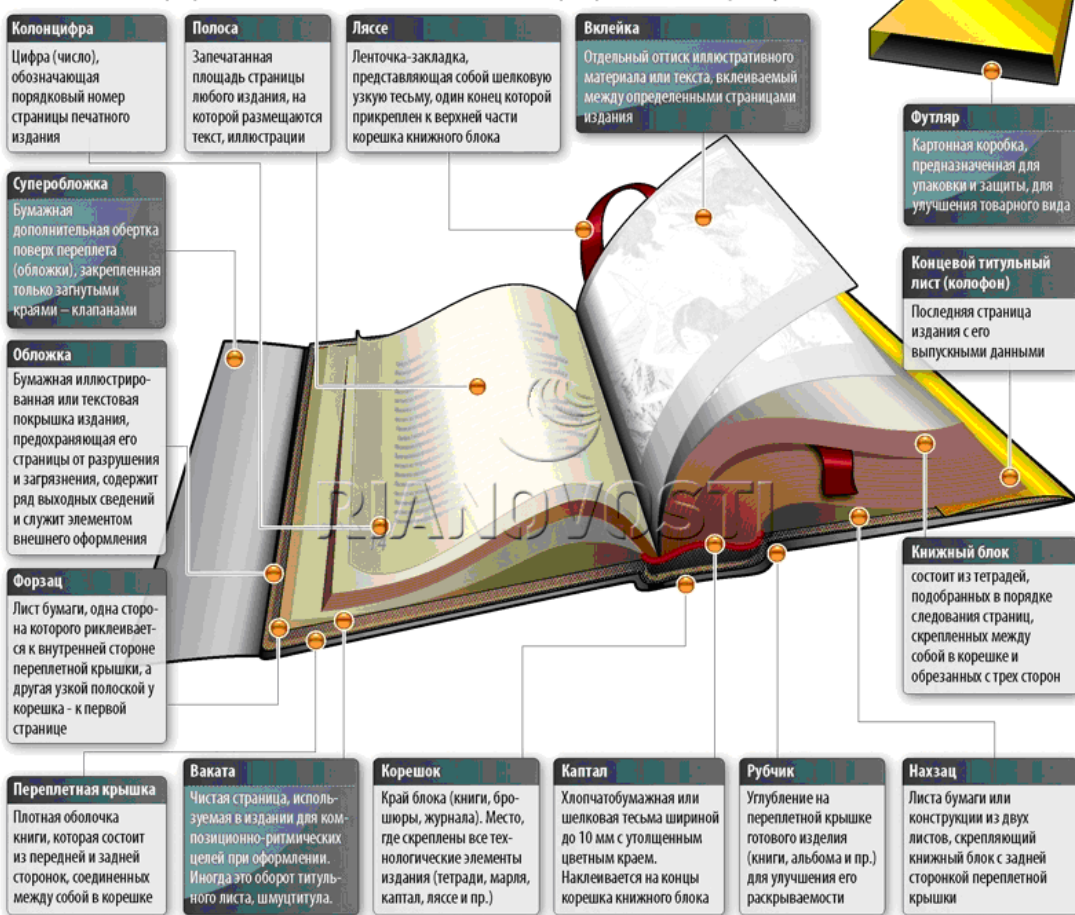 Колонцифра
Цифра (число),
обозначающая
порядковый номер
страницы печатного
издания
Полоса
Запечатанная
площадь страницы
любого издания, на
которой размещаются
текст, иллюстрации
Ляссе
Ленточка-закладка,
представляющая собой шелковую
узкую тесьму, один конец которой
прикреплен к верхней части
корешка книжного блока
Вклейка
Отдельный оттиск иллюстративного
материала или текста, вклеиваемый
между определенными страницами
издания
Футляр
Картонная коробка,
предназначенная для
упаковки и защиты, для
улучшения товарного вида
Суперобложка
Бумажная
дополнительная обертка
поверх переплета
(обложки), закрепленная
только загнутыми
краями – клапанами
Концевой титульный
лист (колофон)
Последняя страница
издания с его
выпускными данными
Обложка
Бумажная иллюстриро-
ванная или текстовая
покрышка издания,
предохраняющая его
страницы от разрушения
и загрязнения, содержит
ряд выходных сведений
и служит элементом
внешнего оформления
RIANOVOSTI
Форзац
Лист бумаги, одна сторо-
на которого риклеивает-
ся к внутренней стороне
переплетной крышки, а
другая узкой полоской у
корешка - к первой
странице
Книжный блок
состоит из тетрадей,
подобранных в порядке
следования страниц,
скрепленных между
собой в корешке и
обрезанных с трех сторон
Переплетная крышка
Плотная оболочка
книги, которая состоит
из передней и задней
сторонок, соединенных
между собой в корешке
Ваката
Чистая страница, исполь-
зуемая в издании для ком-
позиционно-ритмических
целей при оформлении.
Иногда это оборот титуль-
ного листа, шмуцтитула.
Корешок
Край блока (книги, бро-
шюры, журнала). Место,
где скреплены все тех-
нологические элементы
издания (тетради, марля,
каптал, ляссе и пр.)
Каптал
Хлопчатобумажная или
шелковая тесьма шириной
до 10 мм с утолщенным
цветным краем.
Наклеивается на концы
корешка книжного блока
Рубчик
Углубление на
переплетной крышке
готового изделия
(книги, альбома и пр.)
для улучшения его
раскрываемости
Нахзац
Листа бумаги или
конструкции из двух
листов, скрепляющий
книжный блок с задней
сторонкой переплетной
крышки